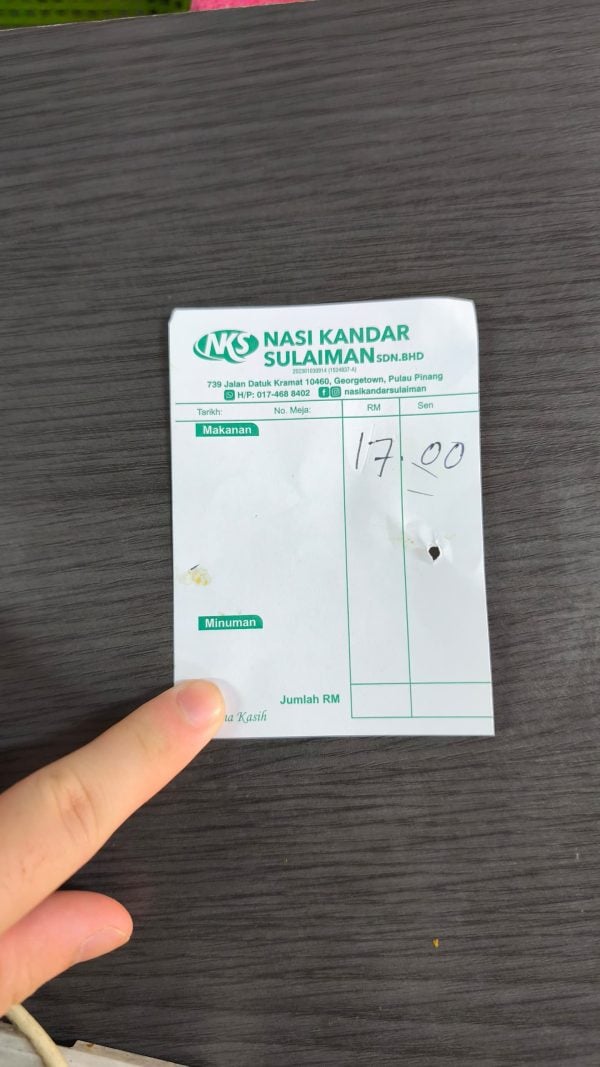 NKS
NASI KANDAR
SULAIMAN SDN.BHD
739 Jalan Datuk Kramat 10460, Georgetown, Pulau Pinang
H/P: 017-468 8402 nasikandarsulaiman
Tarikh: No. Meja: RM Sen
Makanan
17.00
Minuman
Jumlah RM
Kasih